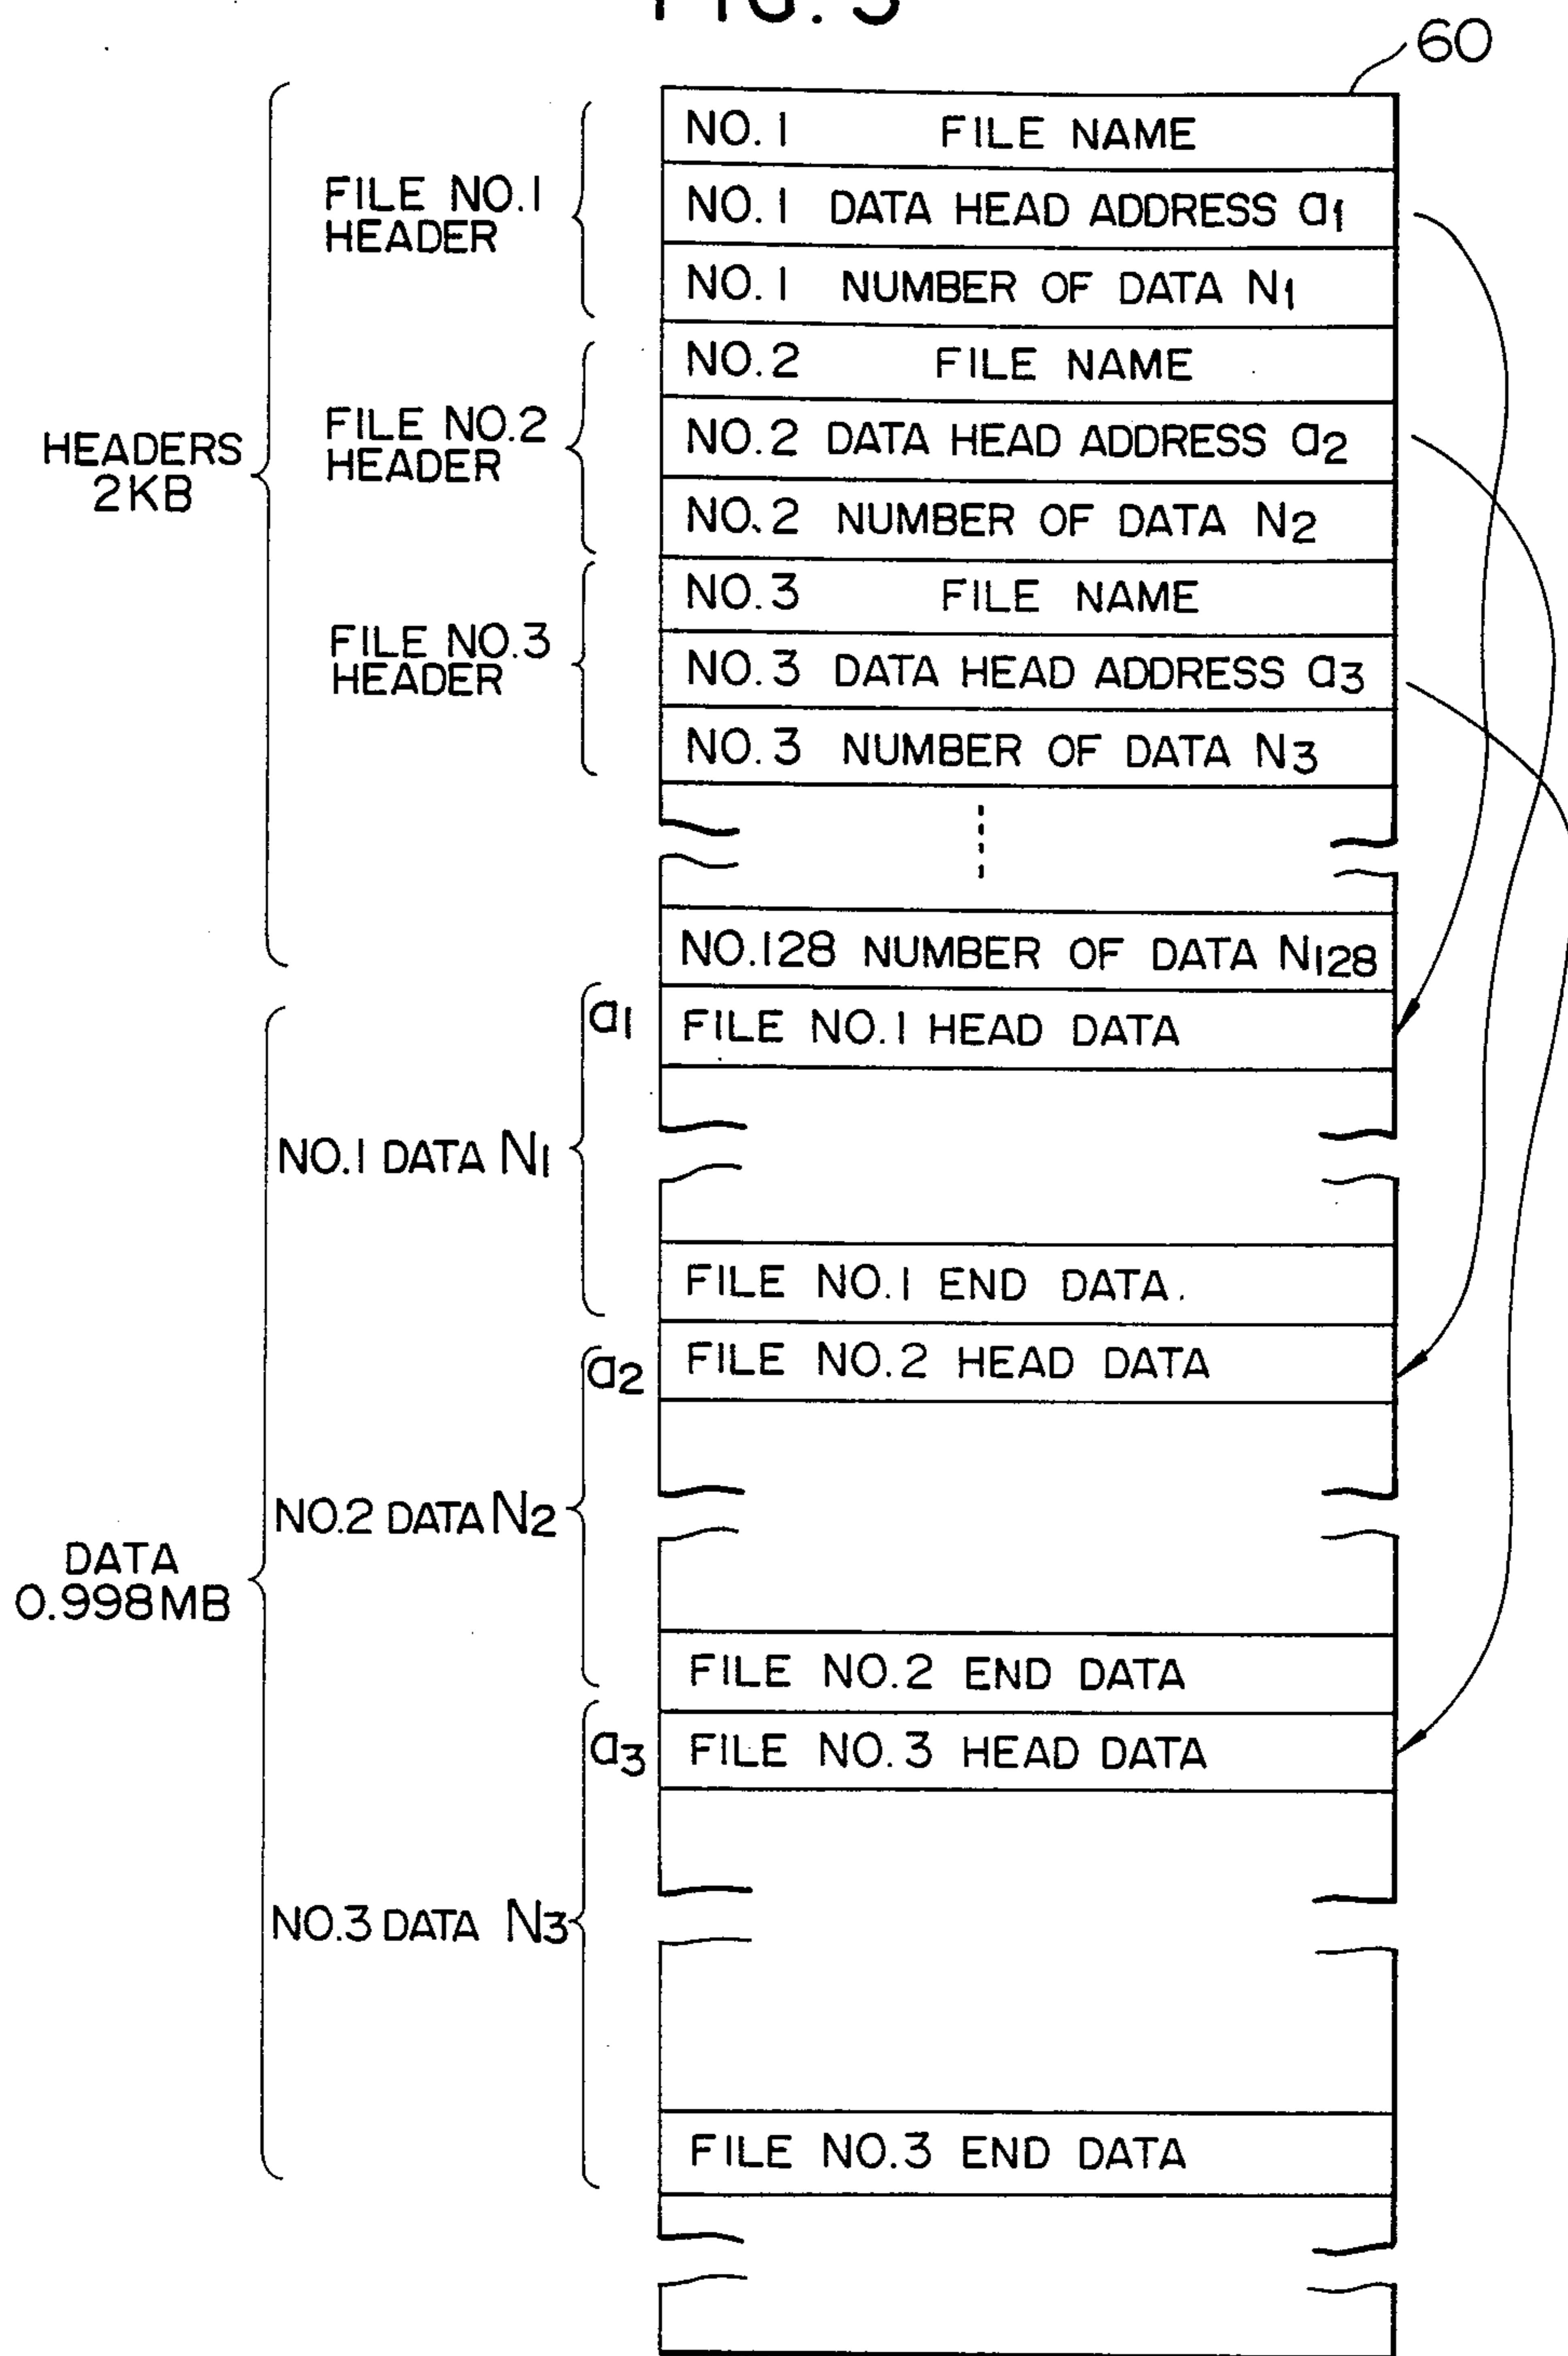 FIG. 5
60
NO. 1 FILE NAME
FILE NO.1
HEADER
NO. 1 DATA HEAD ADDRESS a1
NO. 1 NUMBER OF DATA N1
NO. 2 FILE NAME
HEADERS
2KB
FILE NO.2
HEADER
NO. 2 DATA HEAD ADDRESS a2
NO. 2 NUMBER OF DATA N2
NO. 3 FILE NAME
FILE NO.3
HEADER
NO. 3 DATA HEAD ADDRESS a3
NO. 3 NUMBER OF DATA N3
NO.128 NUMBER OF DATA N128
a1
FILE NO.1 HEAD DATA
NO.1 DATA N1
FILE NO.1 END DATA.
a2
FILE NO.2 HEAD DATA
NO.2 DATA N2
DATA
0.998MB
FILE NO.2 END DATA
a3
FILE NO.3 HEAD DATA
NO.3 DATA N3
FILE NO.3 END DATA